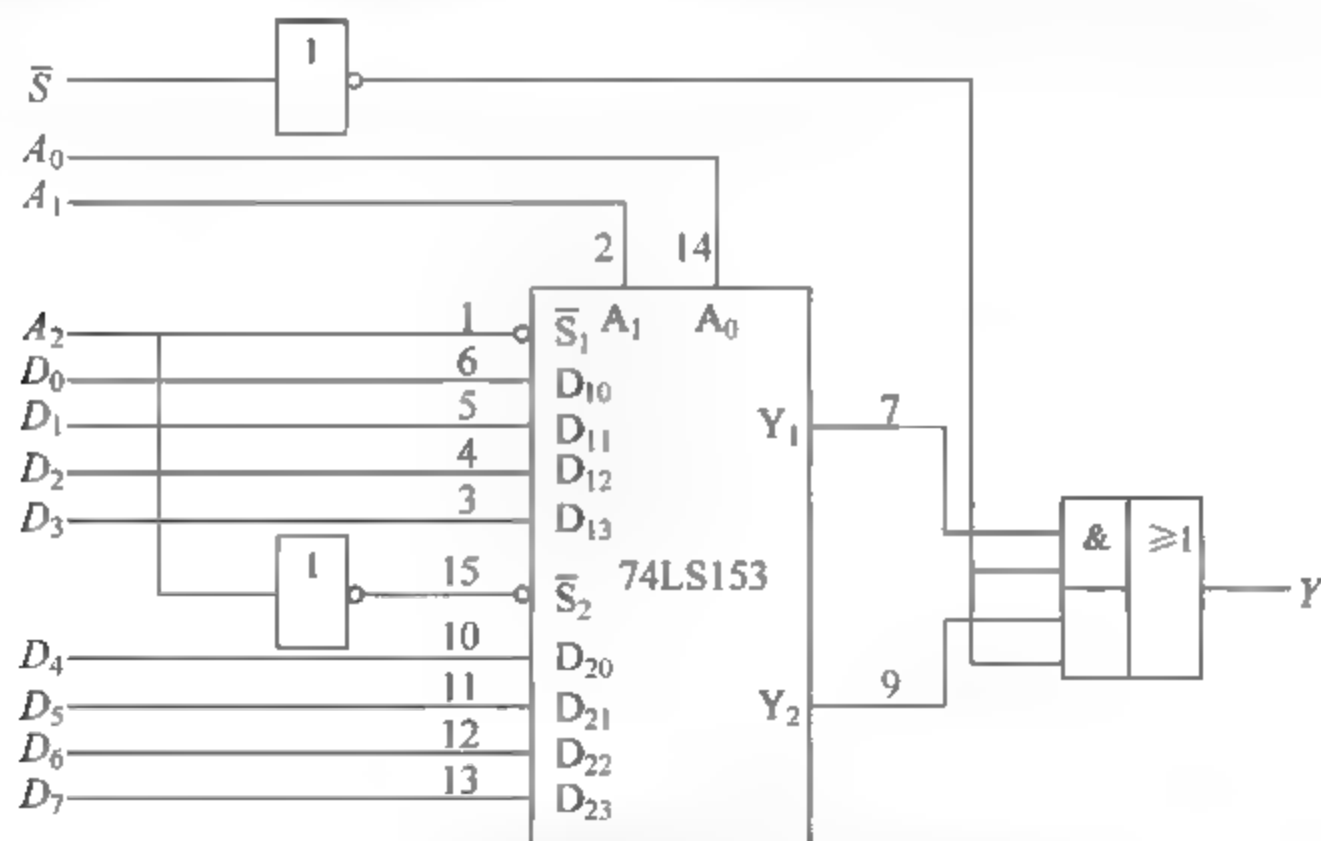 1
S̅
A₀
A₁
2 14
A₂ 1 S̅₁ A₁ A₀
D₀ 6 D₁₀
D₁ 5 D₁₁ Y₁ 7
D₂ 4 D₁₂
D₃ 3 D₁₃ & ≥1
1 15 S̅₂ 74LS153 Y
D₄ 10 D₂₀
D₅ 11 D₂₁ Y₂ 9
D₆ 12 D₂₂
D₇ 13 D₂₃